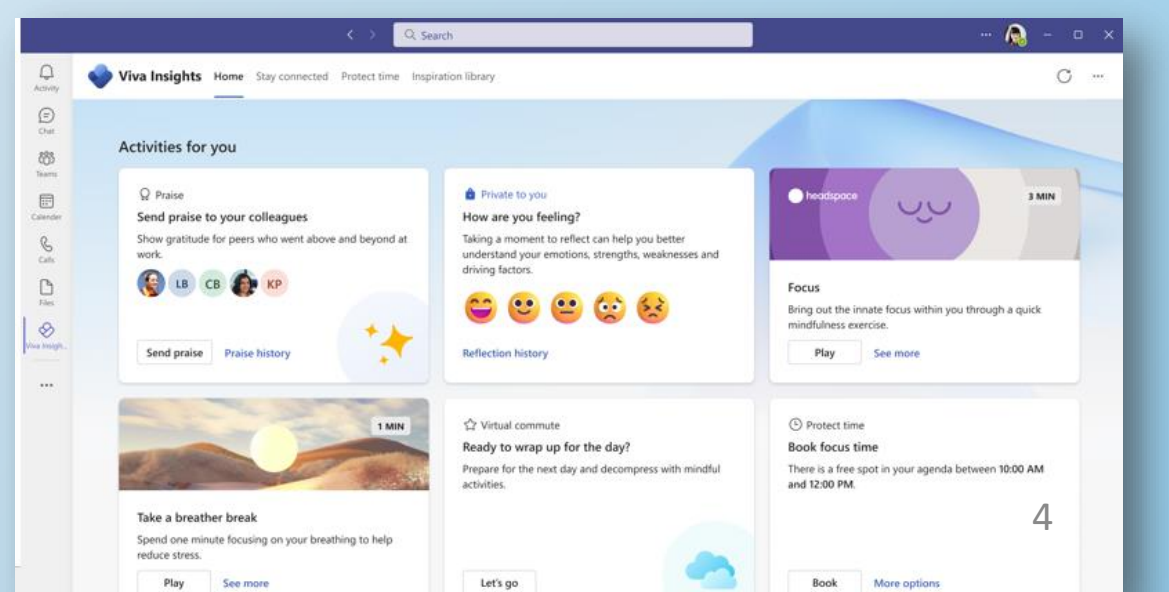 Search
Activity
Chat
Teams
Calender
Calls
Files
Viva Insigh...
Viva Insights Home Stay connected Protect time Inspiration library
Activities for you
Praise
Send praise to your colleagues
Show gratitude for peers who went above and beyond at
work.
LB CB KP
Send praise Praise history
Private to you
How are you feeling?
Taking a moment to reflect can help you better
understand your emotions, strengths, weaknesses and
driving factors.
Reflection history
headspace 3 MIN
Focus
Bring out the innate focus within you through a quick
mindfulness exercise.
Play See more
1 MIN
Take a breather break
Spend one minute focusing on your breathing to help
reduce stress.
Play See more
Virtual commute
Ready to wrap up for the day?
Prepare for the next day and decompress with mindful
activities.
Let's go
Protect time
Book focus time
There is a free spot in your agenda between 10:00 AM
and 12:00 PM.
4
Book More options